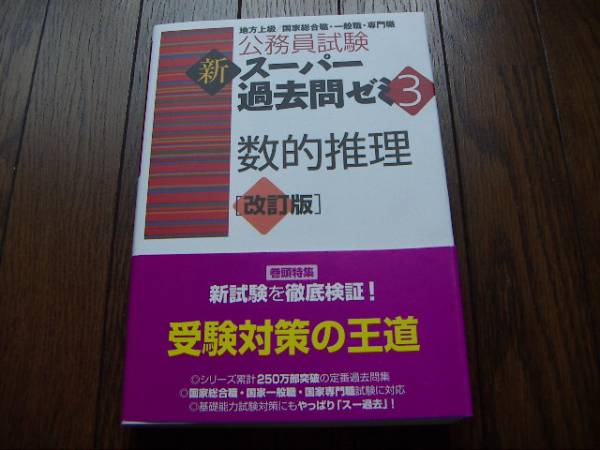 地方上級／国家総合職・一般職・専門職
公務員試験
新スーパー
過去問ゼミ3
数的推理
［改訂版］
巻頭特集
新試験を徹底検証！
受験対策の王道
◎シリーズ累計250万部突破の定番過去問集
◎国家総合職・国家一般職・国家専門職試験に対応
◎基礎能力試験対策にもやっぱり「スー過去」！